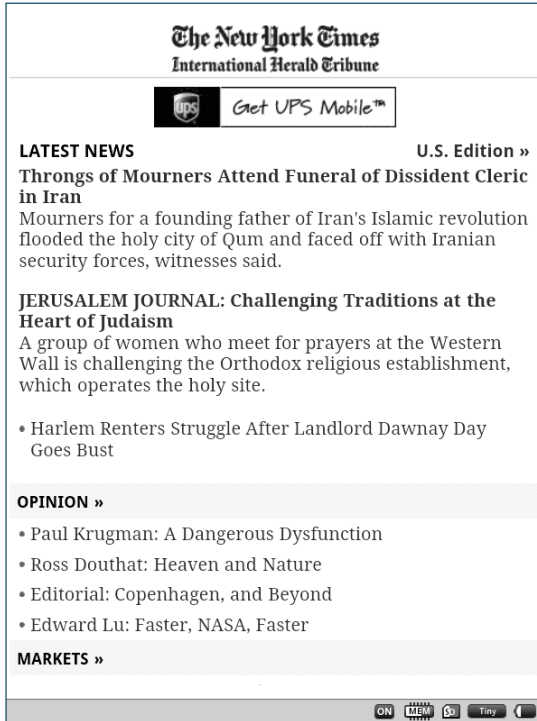 The New York Times
International Herald Tribune
ups
Get UPS Mobile™
LATEST NEWS
U.S. Edition »
Throngs of Mourners Attend Funeral of Dissident Cleric
in Iran
Mourners for a founding father of Iran's Islamic revolution
flooded the holy city of Qum and faced off with Iranian
security forces, witnesses said.
JERUSALEM JOURNAL: Challenging Traditions at the
Heart of Judaism
A group of women who meet for prayers at the Western
Wall is challenging the Orthodox religious establishment,
which operates the holy site.
• Harlem Renters Struggle After Landlord Dawnay Day
Goes Bust
OPINION »
• Paul Krugman: A Dangerous Dysfunction
• Ross Douthat: Heaven and Nature
• Editorial: Copenhagen, and Beyond
• Edward Lu: Faster, NASA, Faster
MARKETS »
ON MEM SD Tiny